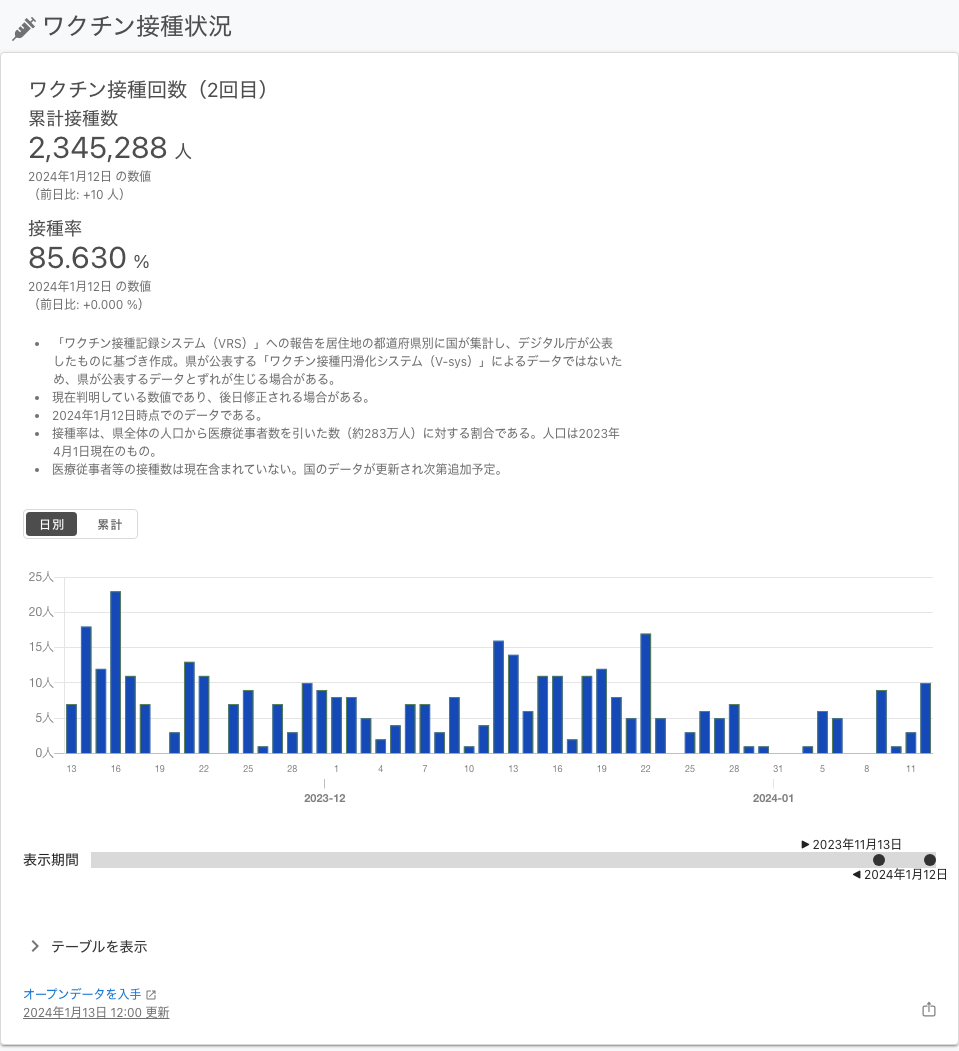 ワクチン接種状況
ワクチン接種回数（2回目）
累計接種数
2,345,288 人
2024年1月12日 の数値
（前日比: +10 人）
接種率
85.630 %
2024年1月12日 の数値
（前日比: +0.000 %）
• 「ワクチン接種記録システム（VRS）」への報告を居住地の都道府県別に国が集計し、デジタル庁が公表
したものに基づき作成。県が公表する「ワクチン接種円滑化システム（V-sys）」によるデータではないた
め、県が公表するデータとずれが生じる場合がある。
• 現在判明している数値であり、後日修正される場合がある。
• 2024年1月12日時点でのデータである。
• 接種率は、県全体の人口から医療従事者数を引いた数（約283万人）に対する割合である。人口は2023年
4月1日現在のもの。
• 医療従事者等の接種数は現在含まれていない。国のデータが更新され次第追加予定。
日別 累計
25人
20人
15人
10人
5人
0人
13 16 19 22 25 28 1 4 7 10 13 16 19 22 25 28 31 5 8 11
2023-12 2024-01
▶ 2023年11月13日
表示期間
◀ 2024年1月12日
テーブルを表示
オープンデータを入手
2024年1月13日 12:00 更新